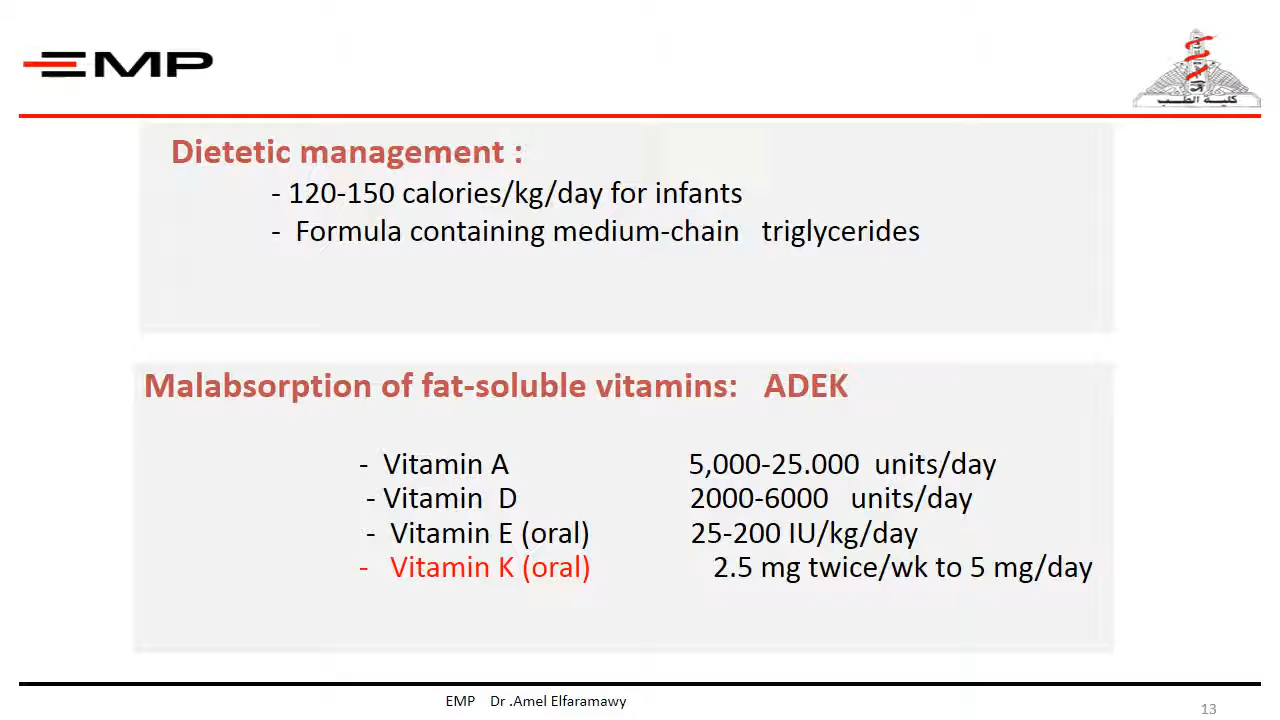 EMP
كلية الطب
Dietetic management :
- 120-150 calories/kg/day for infants
- Formula containing medium-chain triglycerides
Malabsorption of fat-soluble vitamins: ADEK
- Vitamin A 5,000-25.000 units/day
- Vitamin D 2000-6000 units/day
- Vitamin E (oral) 25-200 IU/kg/day
- Vitamin K (oral) 2.5 mg twice/wk to 5 mg/day
EMP Dr .Amel Elfaramawy
13